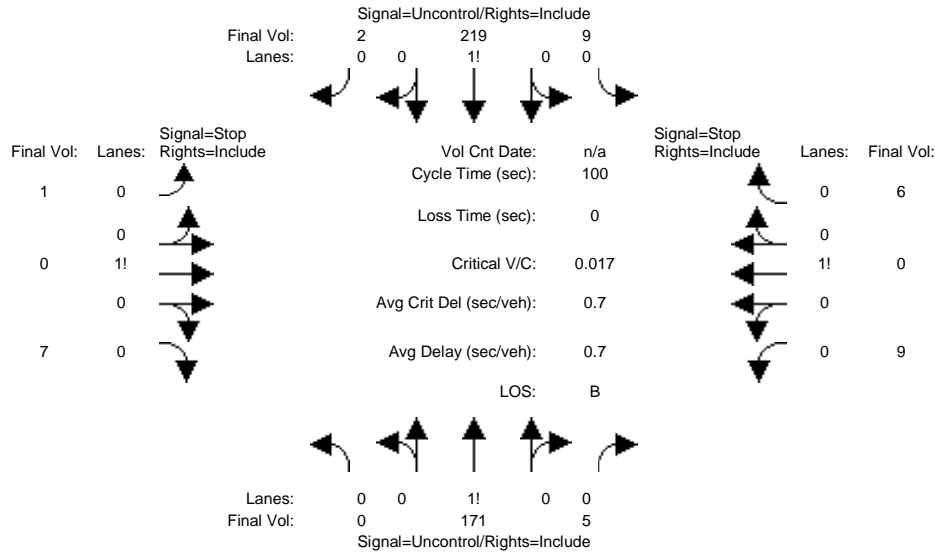 Signal=Uncontrol/Rights=Include
Final Vol: 2 219 9
Lanes: 0 0 1! 0 0
Signal=Stop Signal=Stop
Final Vol: Lanes: Rights=Include Vol Cnt Date: n/a Rights=Include Lanes: Final Vol:
Cycle Time (sec): 100
1 0 0 6
Loss Time (sec): 0
0 0
0 1! Critical V/C: 0.017 1! 0
0 Avg Crit Del (sec/veh): 0.7 0
7 0 Avg Delay (sec/veh): 0.7 0 9
LOS: B
Lanes: 0 0 1! 0 0
Final Vol: 0 171 5
Signal=Uncontrol/Rights=Include